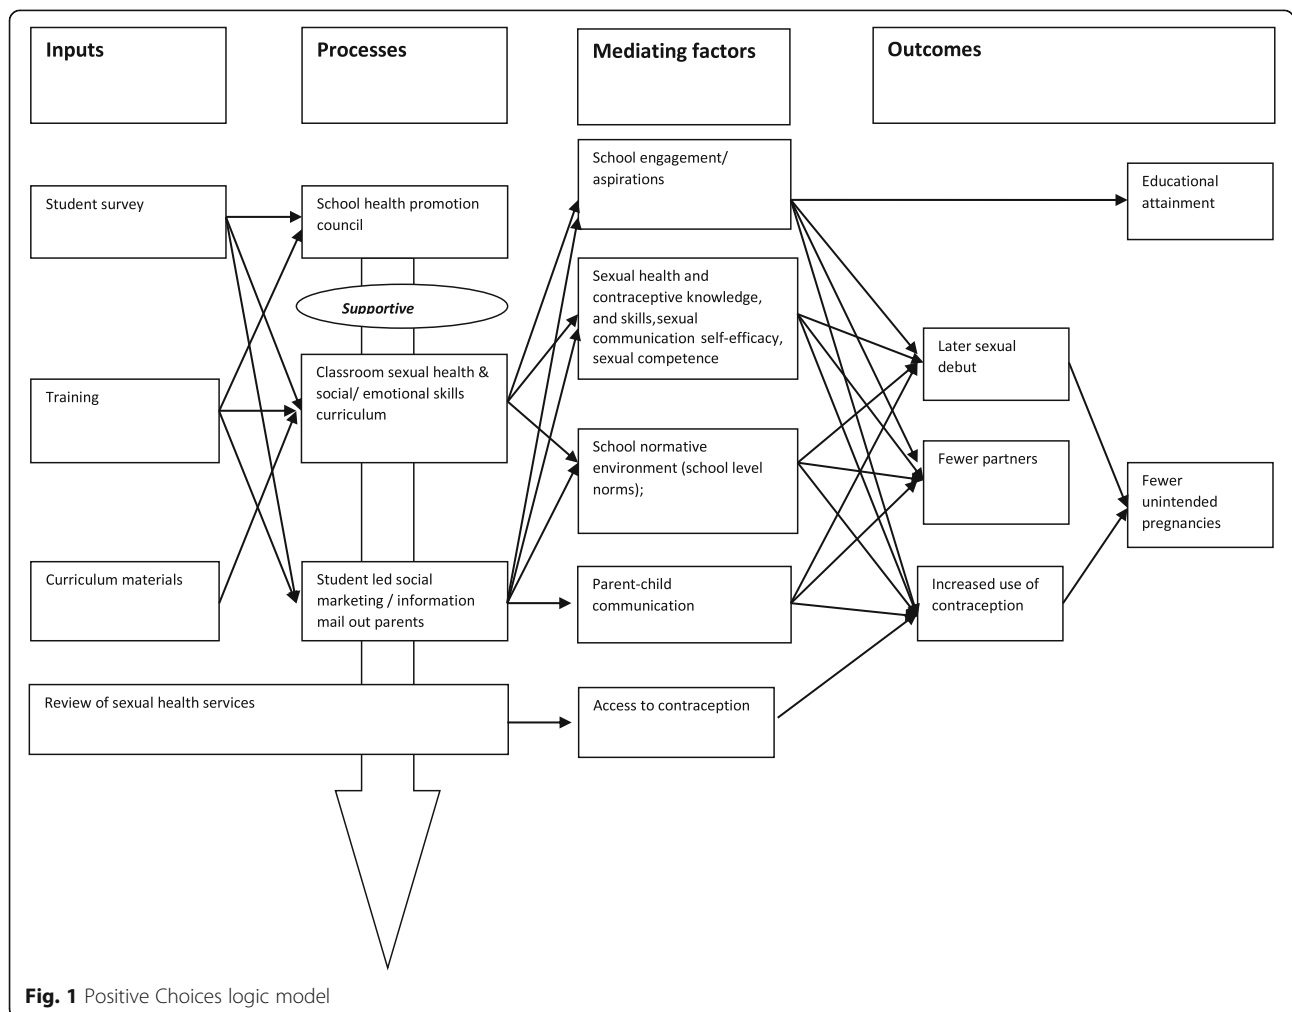 Inputs
Processes
Mediating factors
Outcomes
School engagement/
aspirations
Educational
attainment
Student survey
School health promotion
council
Supportive
Sexual health and
contraceptive knowledge,
and skills,sexual
communication self-efficacy,
sexual competence
Later sexual
debut
Training
Classroom sexual health &
social/ emotional skills
curriculum
School normative
environment (school level
norms);
Fewer partners
Fewer
unintended
pregnancies
Curriculum materials
Student led social
marketing / information
mail out parents
Parent-child
communication
Increased use of
contraception
Review of sexual health services
Access to contraception
Fig. 1 Positive Choices logic model